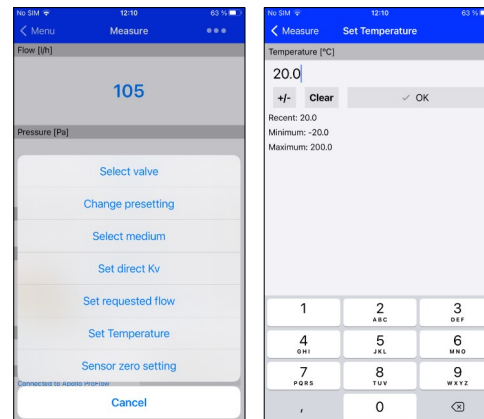 No SIM 12:10 63 %
Menu Measure
Flow [l/h]
105
Pressure [Pa]
Select valve
Change presetting
Select medium
Set direct Kv
Set requested flow
Set Temperature
Sensor zero setting
Connected to Apollo ProFlow
Cancel
No SIM 12:10 63 %
Measure Set Temperature
Temperature [°C]
20.0
+/- Clear ✓ OK
Recent: 20.0
Minimum: -20.0
Maximum: 200.0
1 2 3
ABC DEF
4 5 6
GHI JKL MNO
7 8 9
PQRS TUV WXYZ
, 0